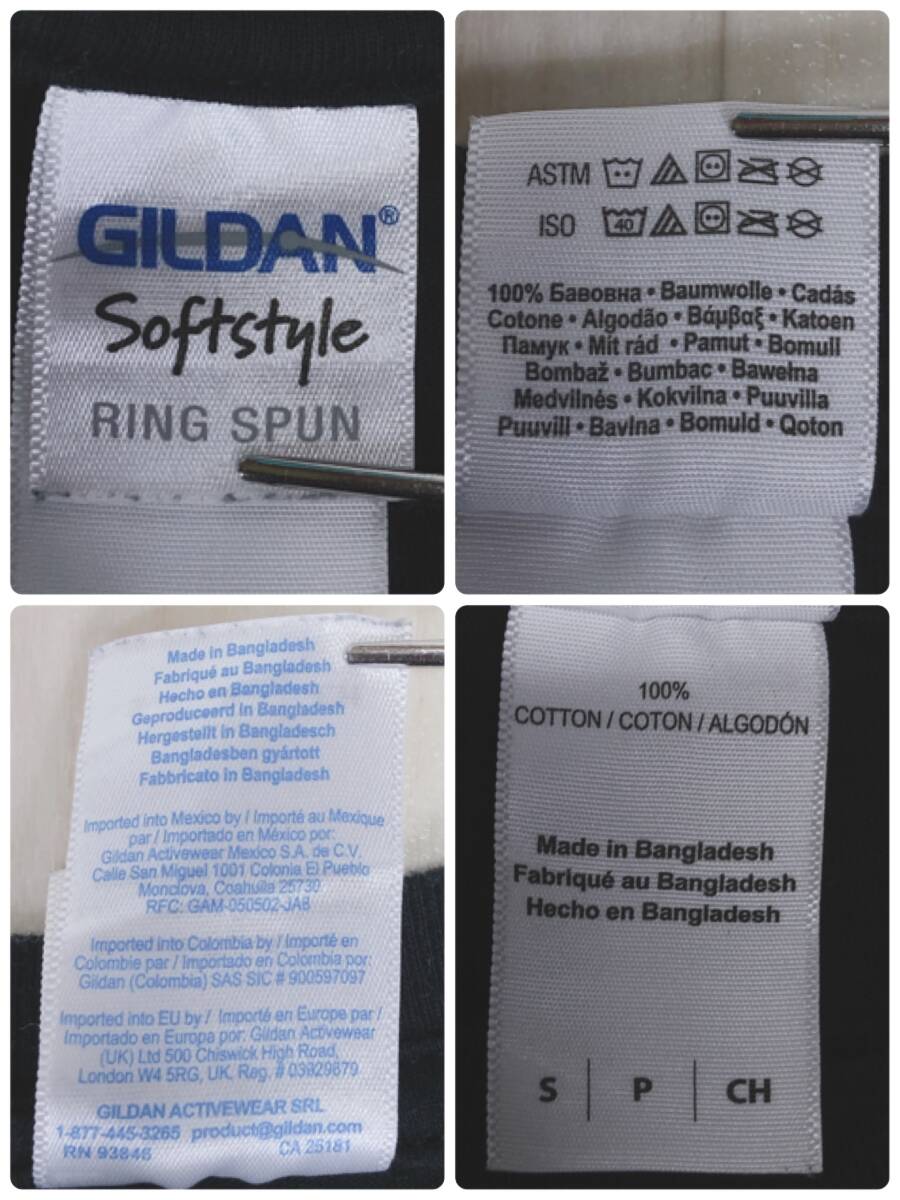 GILDAN®
Softstyle
RING SPUN
ASTM
ISO 40
100% Бавовна • Baumwolle • Cadás
Cotone • Algodão • Βάμβαξ • Katoen
Памук • Mit rád • Pamut • Bomull
Bombaž • Bumbac • Bawełna
Medvilnės • Kokvilna • Puuvilla
Puuvill • Bavlna • Bomuld • Qoton
Made in Bangladesh
Fabriqué au Bangladesh
Hecho en Bangladesh
Geproduceerd in Bangladesh
Hergestellt in Bangladesch
Bangladesben gyártott
Fabbricato in Bangladesh
Imported into Mexico by / Importé au Mexique
par / Importado en México por:
Gildan Activewear Mexico S.A. de C.V.
Calle San Miguel 1001 Colonia El Pueblo
Monclova, Coahuila 25730
RFC: GAM-050502-JA8
Imported into Colombia by / Importé en
Colombie par / Importado en Colombia por:
Gildan (Colombia) SAS SIC # 900597097
Imported into EU by / Importé en Europe par /
Importado en Europa por: Gildan Activewear
(UK) Ltd 500 Chiswick High Road,
London W4 5RG, UK. Reg. # 03929879
GILDAN ACTIVEWEAR SRL
1-877-445-3265 product@gildan.com
RN 93846 CA 25181
100%
COTTON / COTON / ALGODÓN
Made in Bangladesh
Fabriqué au Bangladesh
Hecho en Bangladesh
S | P | CH